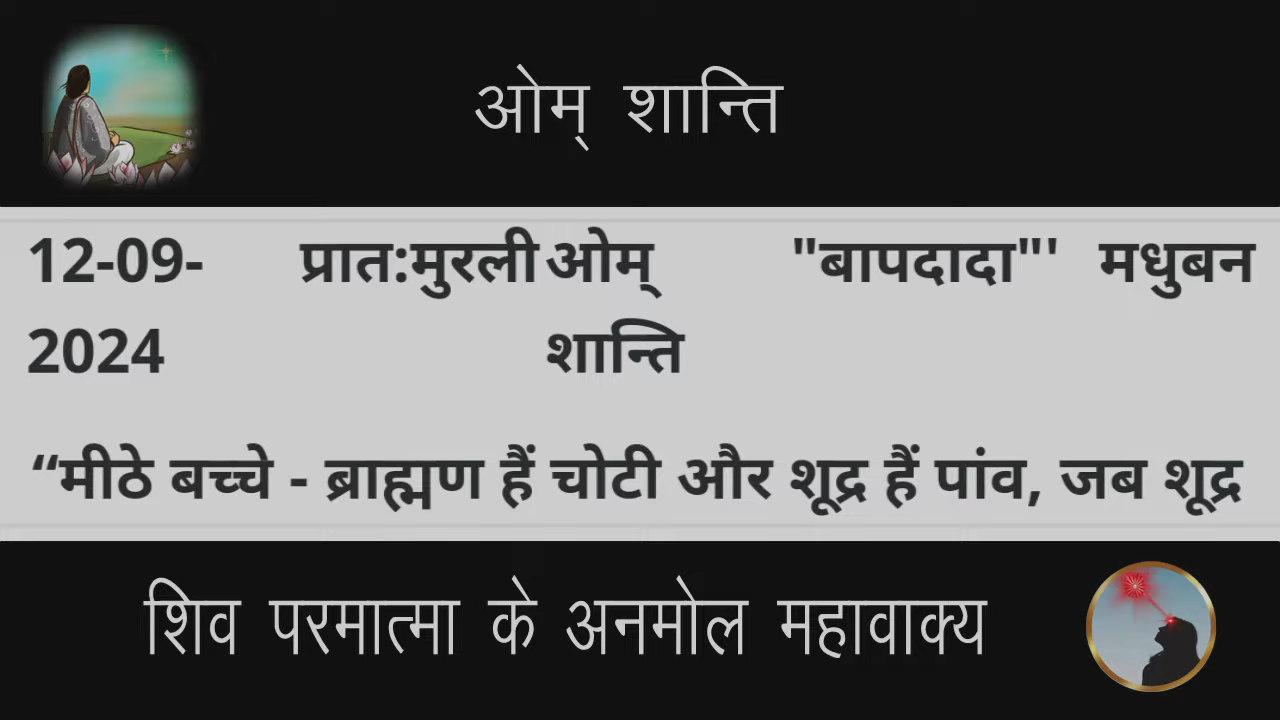 ओम् शान्ति
12-09- प्रात:मुरली ओम् "बापदादा"' मधुबन
2024 शान्ति
“मीठे बच्चे - ब्राह्मण हैं चोटी और शूद्र हैं पांव, जब शूद्र
शिव परमात्मा के अनमोल महावाक्य